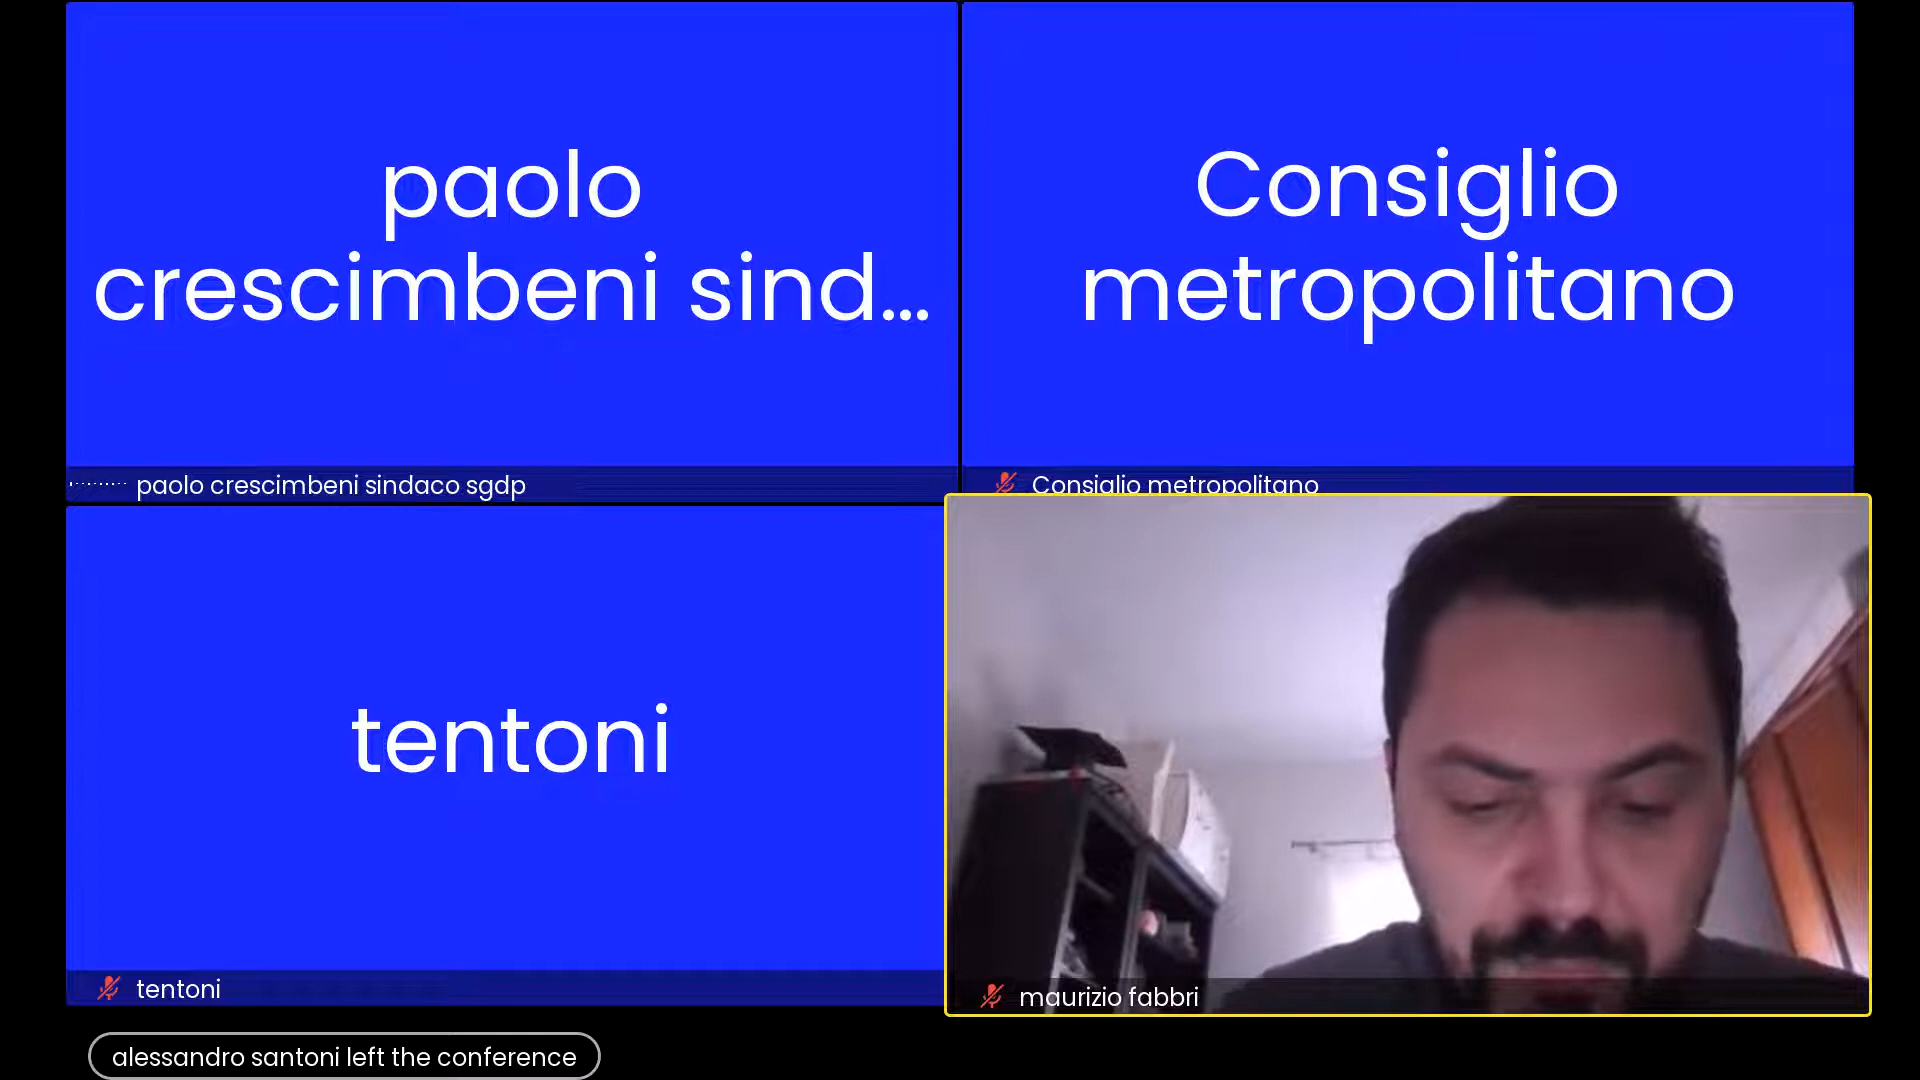 paolo
crescimbeni sind...
paolo crescimbeni sindaco sgdp
Consiglio
metropolitano
Consiglio metropolitano
tentoni
tentoni
maurizio fabbri
alessandro santoni left the conference